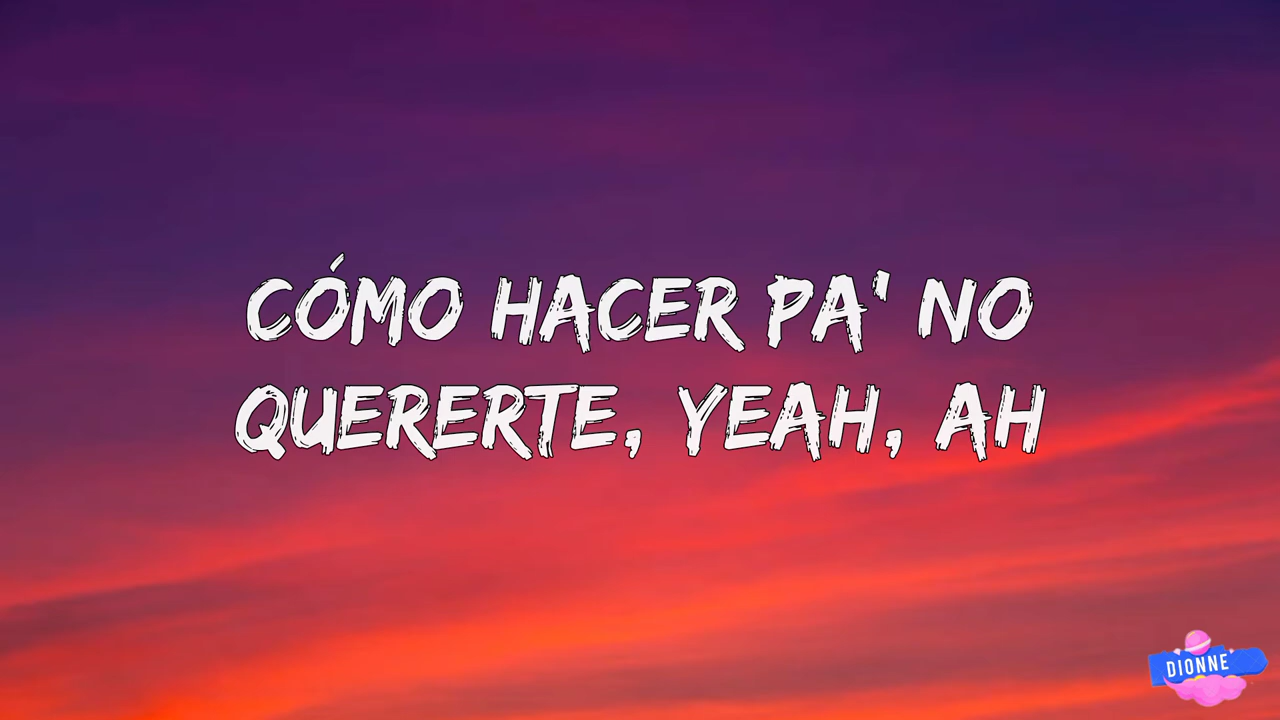 CÓMO HACER PA' NO
QUERERTE, YEAH, AH
DIONNE